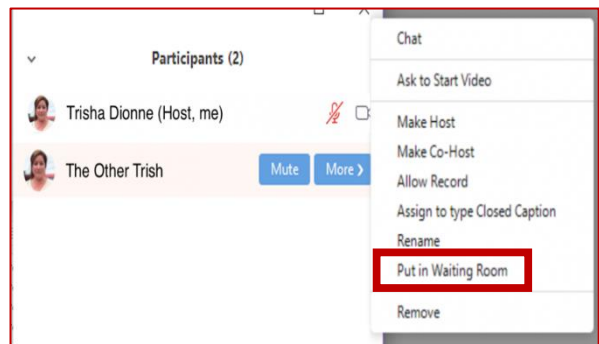 Participants (2)
Trisha Dionne (Host, me)
The Other Trish
Mute
More >
Chat
Ask to Start Video
Make Host
Make Co-Host
Allow Record
Assign to type Closed Caption
Rename
Put in Waiting Room
Remove